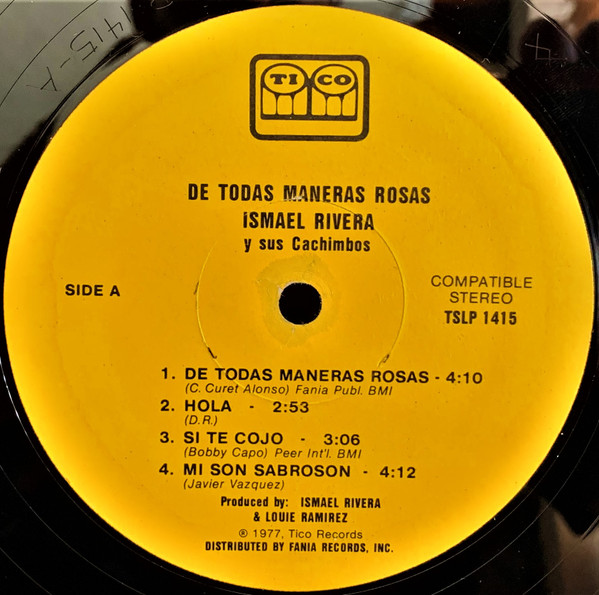 415-A
TICO
DE TODAS MANERAS ROSAS
ISMAEL RIVERA
y sus Cachimbos
SIDE A
COMPATIBLE
STEREO
TSLP 1415
1. DE TODAS MANERAS ROSAS - 4:10
(C. Curet Alonso) Fania Publ. BMI
2. HOLA - 2:53
(D.R.)
3. SI TE COJO - 3:06
(Bobby Capo) Peer Int'l. BMI
4. MI SON SABROSON - 4:12
(Javier Vazquez)
Produced by: ISMAEL RIVERA
& LOUIE RAMIREZ
® 1977, Tico Records
DISTRIBUTED BY FANIA RECORDS, INC.